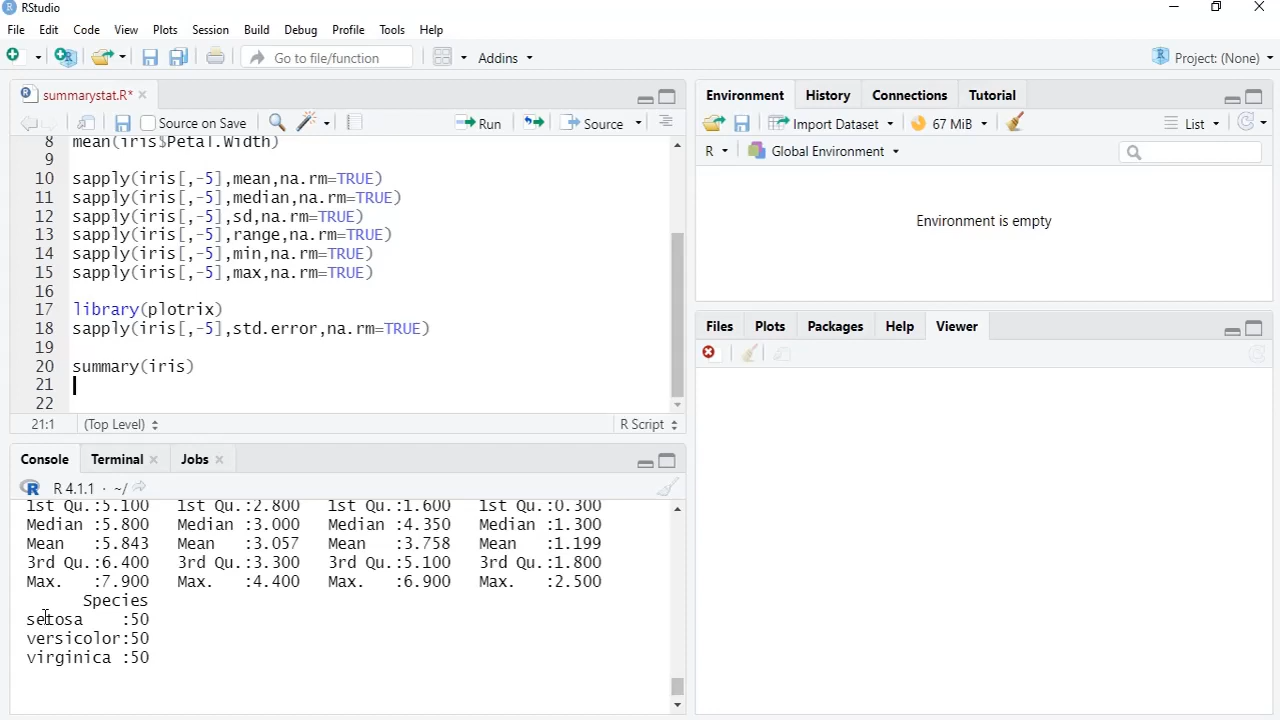 RStudio
File Edit Code View Plots Session Build Debug Profile Tools Help
Go to file/function Addins Project: (None)
summarystat.R*
Source on Save Run Source
8 mean(iris$Petal.Width)
9
10 sapply(iris[,-5],mean,na.rm=TRUE)
11 sapply(iris[,-5],median,na.rm=TRUE)
12 sapply(iris[,-5],sd,na.rm=TRUE)
13 sapply(iris[,-5],range,na.rm=TRUE)
14 sapply(iris[,-5],min,na.rm=TRUE)
15 sapply(iris[,-5],max,na.rm=TRUE)
16
17 library(plotrix)
18 sapply(iris[,-5],std.error,na.rm=TRUE)
19
20 summary(iris)
21
22
21:1 (Top Level) R Script
Console Terminal Jobs
R R 4.1.1 · ~/
1st Qu.:5.100 1st Qu.:2.800 1st Qu.:1.600 1st Qu.:0.300
Median :5.800 Median :3.000 Median :4.350 Median :1.300
Mean :5.843 Mean :3.057 Mean :3.758 Mean :1.199
3rd Qu.:6.400 3rd Qu.:3.300 3rd Qu.:5.100 3rd Qu.:1.800
Max. :7.900 Max. :4.400 Max. :6.900 Max. :2.500
Species
setosa :50
versicolor:50
virginica :50
Environment History Connections Tutorial
Import Dataset 67 MiB List
R Global Environment
Environment is empty
Files Plots Packages Help Viewer